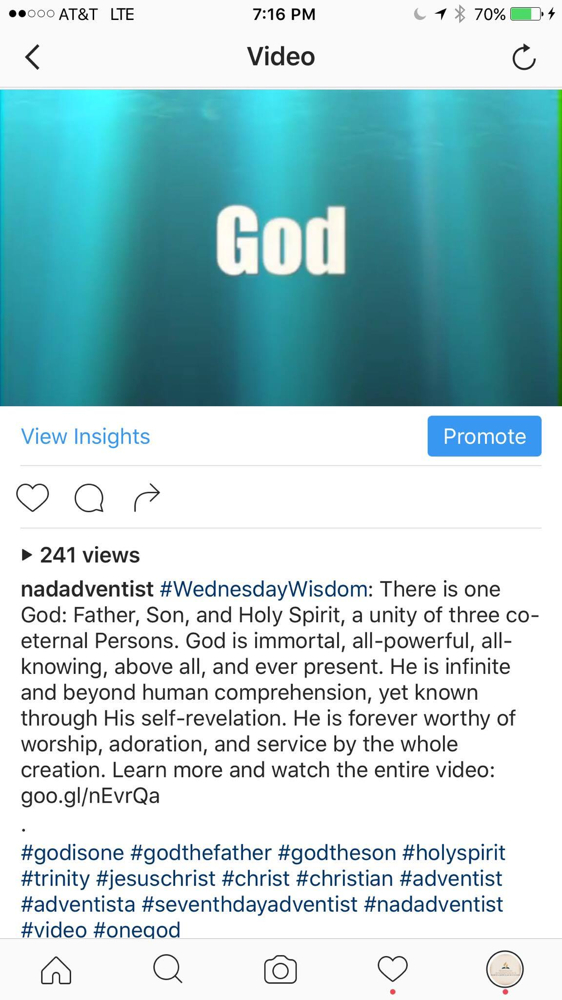 AT&T LTE 7:16 PM 70%
Video
God
View Insights Promote
241 views
nadadventist #WednesdayWisdom: There is one
God: Father, Son, and Holy Spirit, a unity of three co-
eternal Persons. God is immortal, all-powerful, all-
knowing, above all, and ever present. He is infinite
and beyond human comprehension, yet known
through His self-revelation. He is forever worthy of
worship, adoration, and service by the whole
creation. Learn more and watch the entire video:
goo.gl/nEvrQa
.
#godisone #godthefather #godtheson #holyspirit
#trinity #jesuschrist #christ #christian #adventist
#adventista #seventhdayadventist #nadadventist
#video #onegod